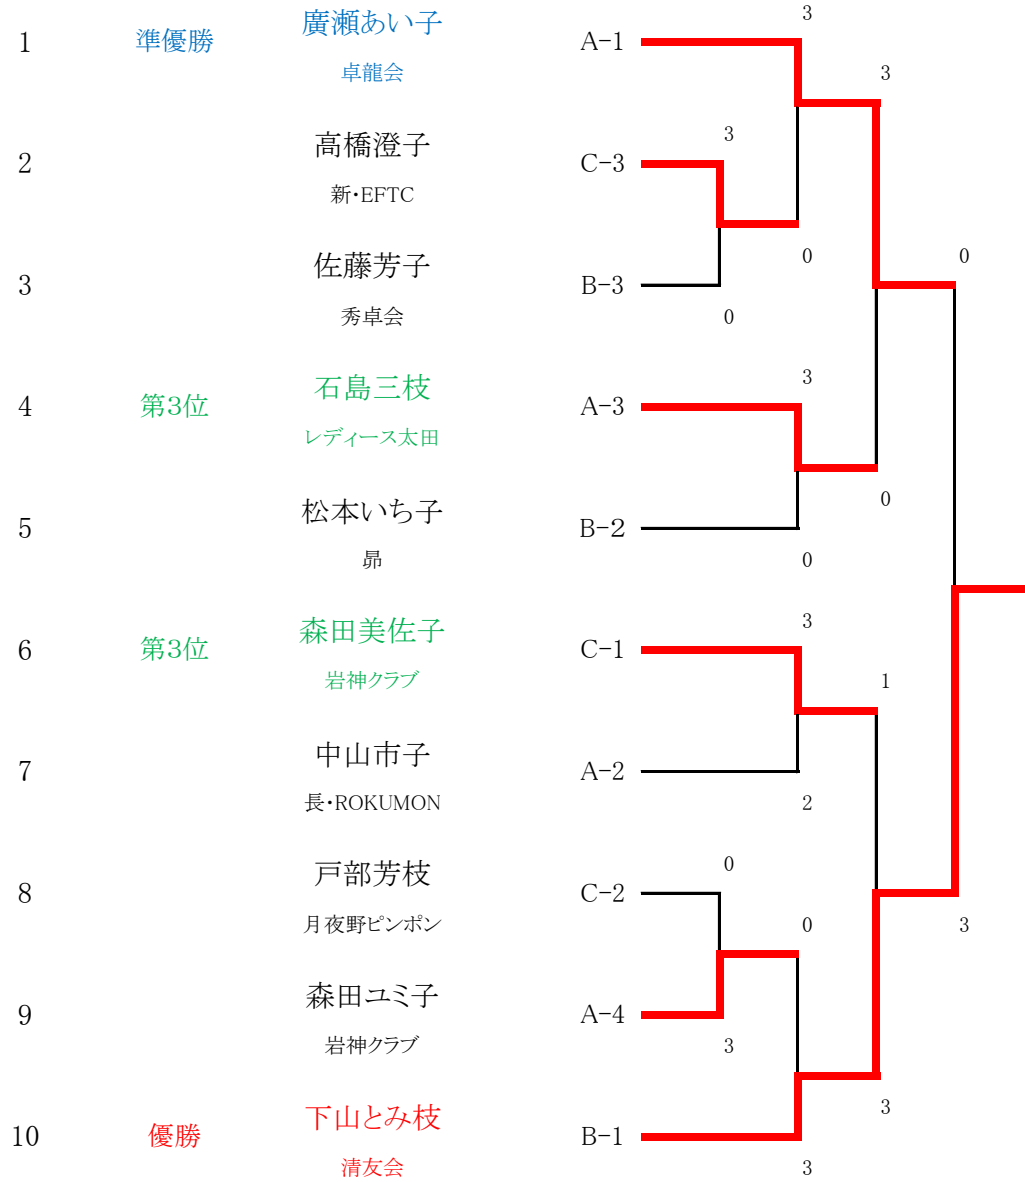 3
廣瀬あい子
1 準優勝 A-1
卓龍会 3
3
高橋澄子
2 C-3
新・EFTC
佐藤芳子 0 0
3 B-3
秀卓会 0
石島三枝 3
4 第3位 A-3
レディース太田
0
松本いち子
5 B-2
昴 0
森田美佐子 3
6 第3位 C-1
岩神クラブ 1
中山市子
7 A-2
長・ROKUMON 2
0
戸部芳枝
8 C-2
月夜野ピンポン 0 3
森田ユミ子
9 A-4
岩神クラブ 3
下山とみ枝 3
10 優勝 B-1
清友会 3